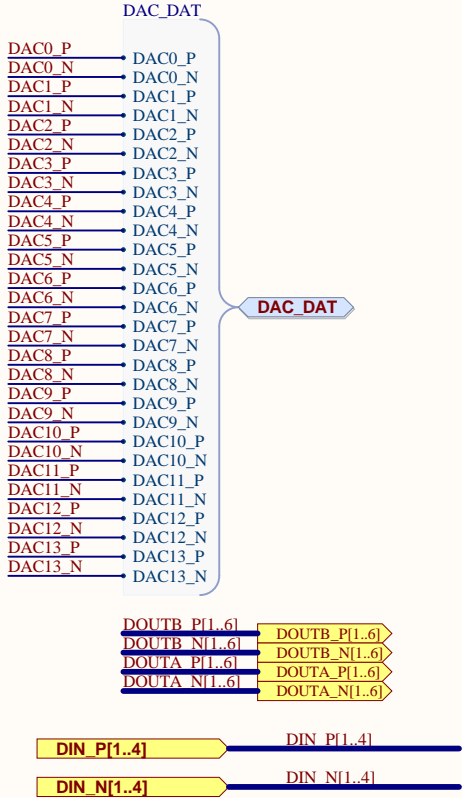 DAC_DAT
DAC0_P DAC0_P
DAC0_N DAC0_N
DAC1_P DAC1_P
DAC1_N DAC1_N
DAC2_P DAC2_P
DAC2_N DAC2_N
DAC3_P DAC3_P
DAC3_N DAC3_N
DAC4_P DAC4_P
DAC4_N DAC4_N
DAC5_P DAC5_P
DAC5_N DAC5_N
DAC6_P DAC6_P
DAC6_N DAC6_N
DAC_DAT
DAC7_P DAC7_P
DAC7_N DAC7_N
DAC8_P DAC8_P
DAC8_N DAC8_N
DAC9_P DAC9_P
DAC9_N DAC9_N
DAC10_P DAC10_P
DAC10_N DAC10_N
DAC11_P DAC11_P
DAC11_N DAC11_N
DAC12_P DAC12_P
DAC12_N DAC12_N
DAC13_P DAC13_P
DAC13_N DAC13_N
DOUTB_P[1..6] DOUTB_P[1..6]
DOUTB_N[1..6] DOUTB_N[1..6]
DOUTA_P[1..6] DOUTA_P[1..6]
DOUTA_N[1..6] DOUTA_N[1..6]
DIN_P[1..4] DIN_P[1..4]
DIN_N[1..4] DIN_N[1..4]